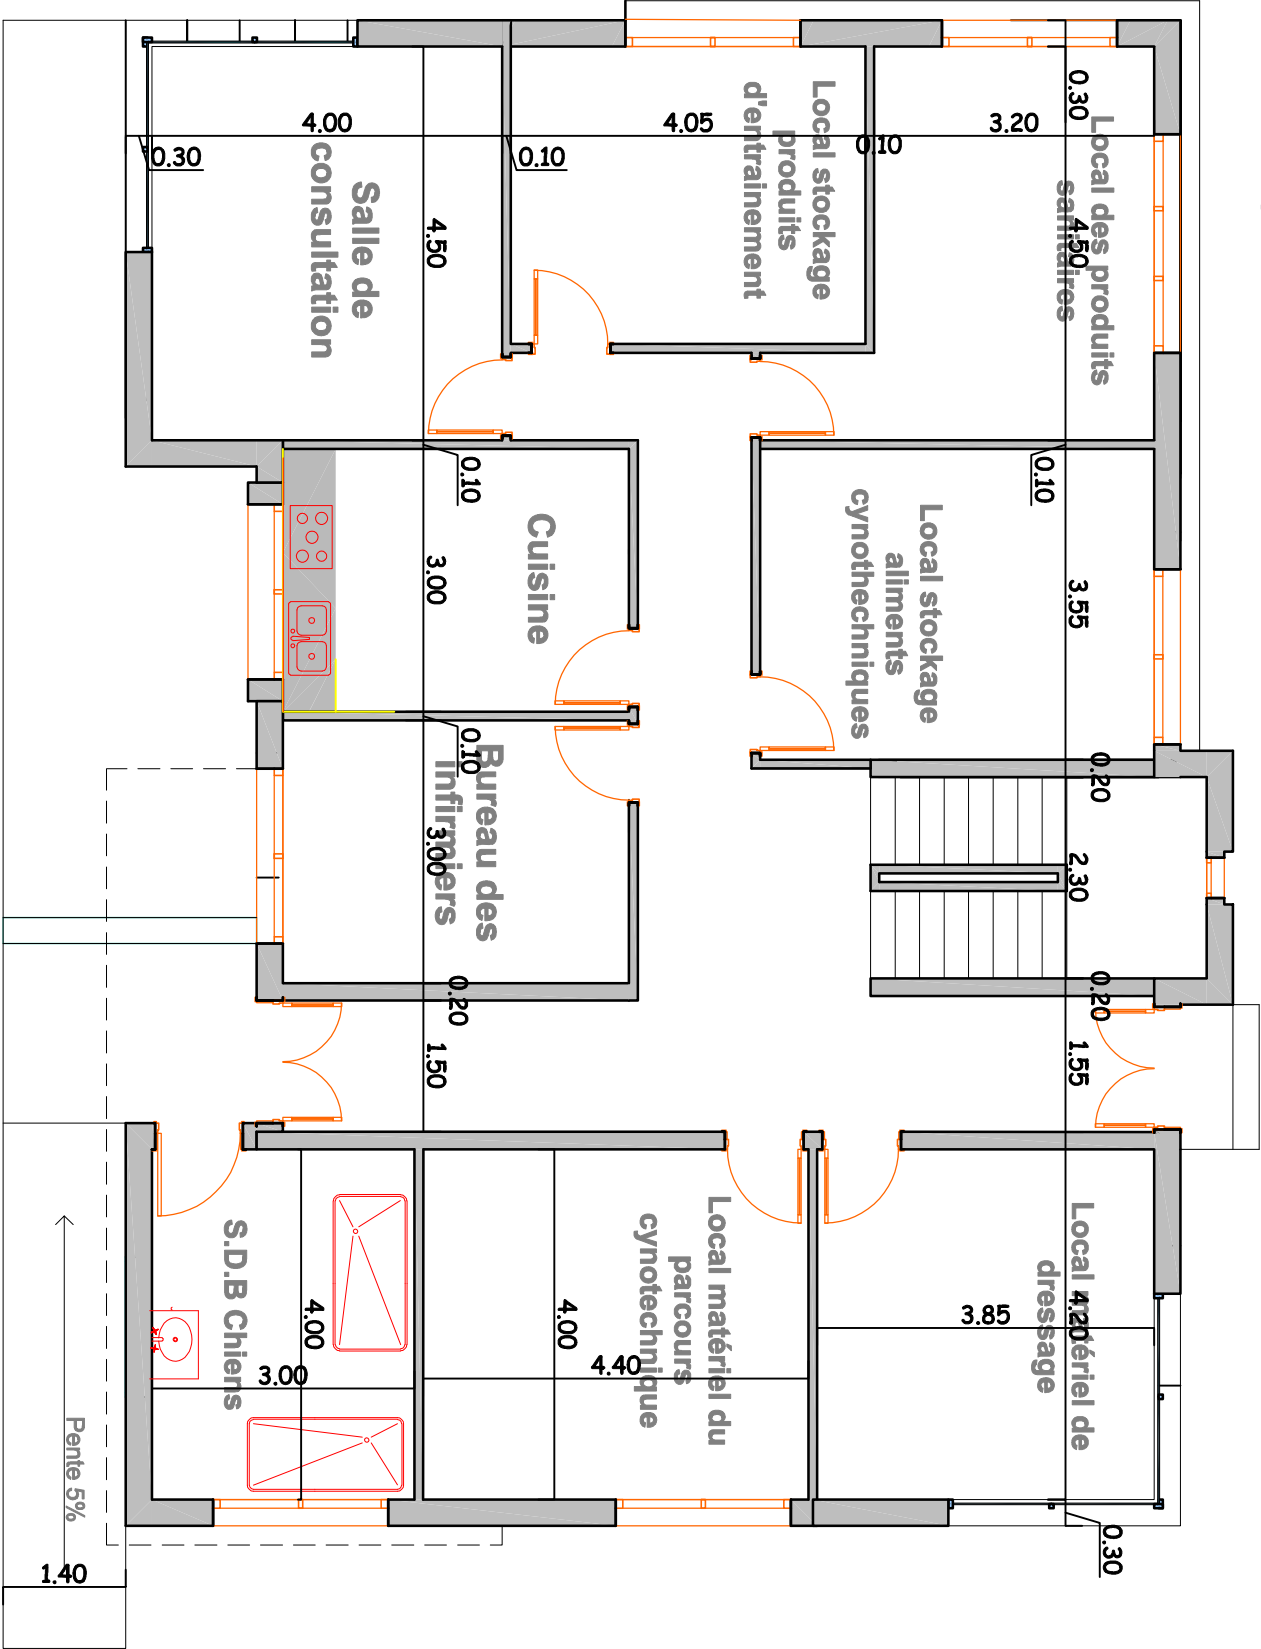 4.00
4.05
3.20
0.30
0.30
0.10
0.10
Salle de
consultation
4.50
Local stockage
produits
d'entrainement
Local des produits
sanitaires
4.50
0.10
0.10
Cuisine
3.00
Local stockage
aliments
cynothechniques
3.55
0.10
Bureau des
Infirmiers
3.00
0.20
2.30
0.20
0.20
1.50
1.55
S.D.B Chiens
4.00
3.00
Local matériel du
parcours
cynotechnique
4.00
4.40
Local matériel de
dressage
4.20
3.85
Pente 5%
0.30
1.40